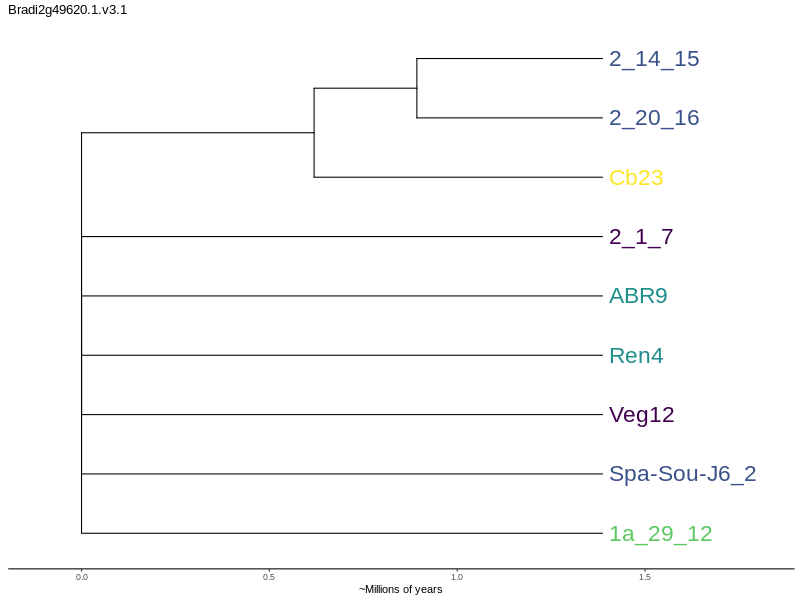 Bradi2g49620.1.v3.1
2_14_15
2_20_16
Cb23
2_1_7
ABR9
Ren4
Veg12
Spa-Sou-J6_2
1a_29_12
0.0 0.5 1.0 1.5
~Millions of years